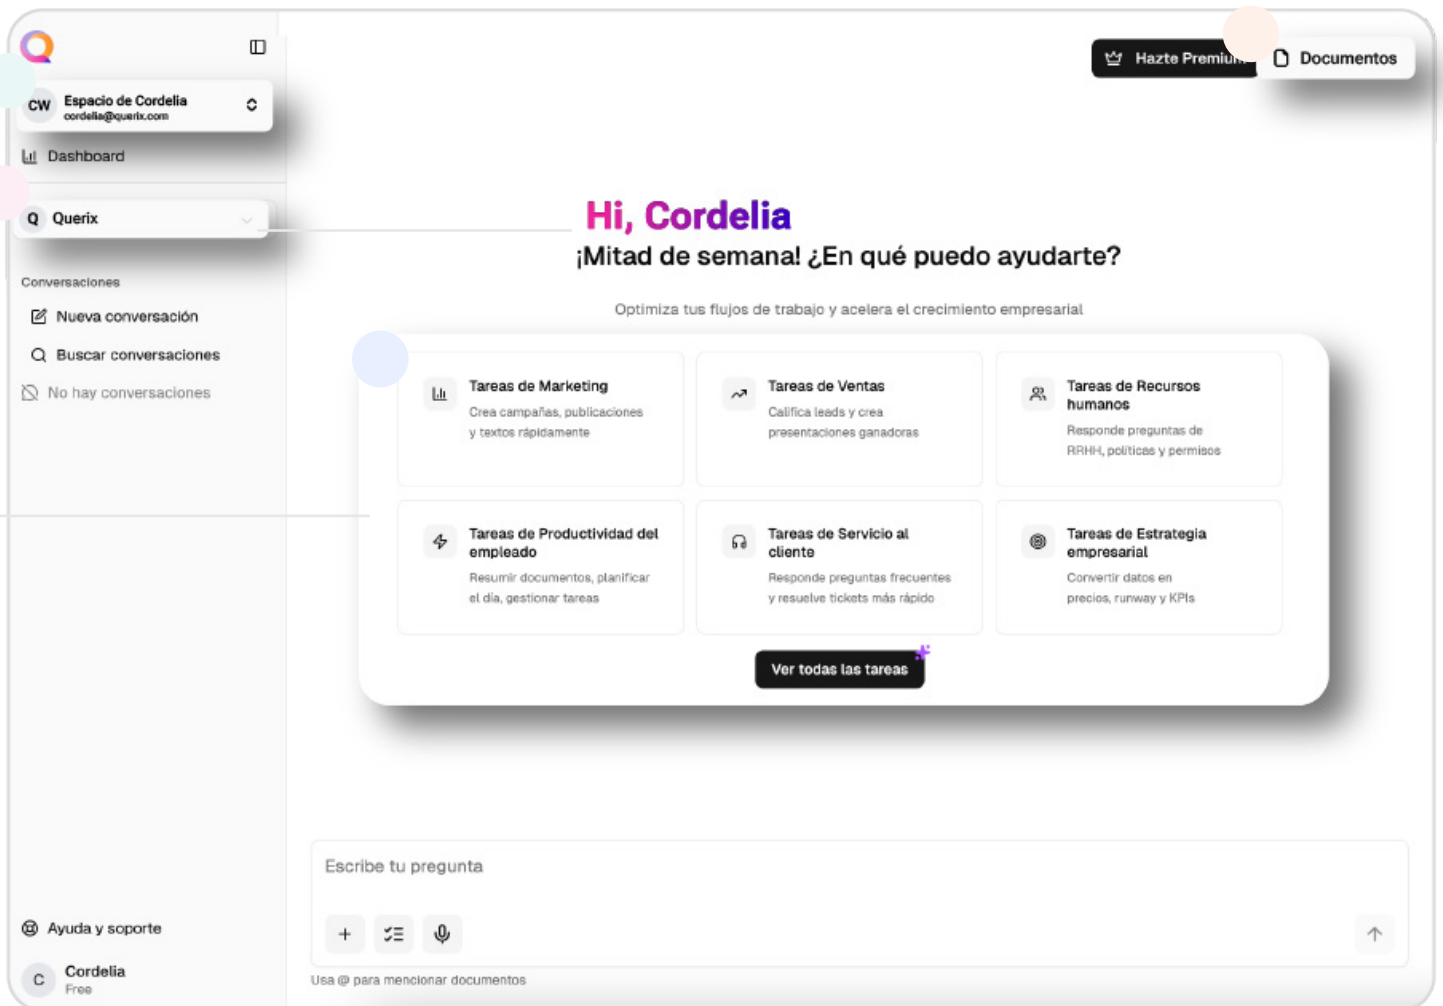 CW
Espacio de Cordelia
cordelia@querix.com
Dashboard
Q
Querix
Conversaciones
Nueva conversación
Buscar conversaciones
No hay conversaciones
Ayuda y soporte
C
Cordelia
Free
Hazte Premium
Documentos
Hi, Cordelia
¡Mitad de semana! ¿En qué puedo ayudarte?
Optimiza tus flujos de trabajo y acelera el crecimiento empresarial
Tareas de Marketing
Crea campañas, publicaciones
y textos rápidamente
Tareas de Ventas
Califica leads y crea
presentaciones ganadoras
Tareas de Recursos
humanos
Responde preguntas de
RRHH, políticas y permisos
Tareas de Productividad del
empleado
Resumir documentos, planificar
el día, gestionar tareas
Tareas de Servicio al
cliente
Responde preguntas frecuentes
y resuelve tickets más rápido
Tareas de Estrategia
empresarial
Convertir datos en
precios, runway y KPIs
Ver todas las tareas
Escribe tu pregunta
Usa @ para mencionar documentos